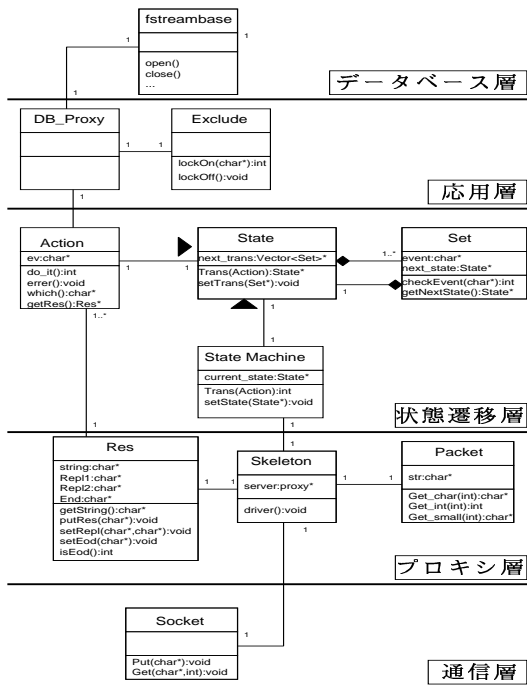 fstreambase
open()
close()
...
1
1
データベース層
1
DB_Proxy
Exclude
lockOn(char*):int
lockOff():void
1
1
1
応用層
1
Action
ev:char*
do_it():int
errer():void
which():char*
getRes():Res*
1
1
1..*
State
next_trans:Vector<Set>*
Trans(Action):State*
setTrans(Set*):void
1..*
1
1
Set
event:char*
next_state:State*
checkEvent(char*):int
getNextState():State*
1
State Machine
current_state:State*
Trans(Action):int
setState(State*):void
1
状態遷移層
1
1
Res
string:char*
Repl1:char*
Repl2:char*
End:char*
getString():char*
putRes(char*):void
setRepl(char*,char*):void
setEod(char*):void
isEod():int
1
1
Skeleton
server:proxy*
driver():void
1
1
1
Packet
str:char*
Get_char(int):char*
Get_int(int):int
Get_small(int):char*
プロキシ層
Socket
Put(char*):void
Get(char*,int):void
1
通信層